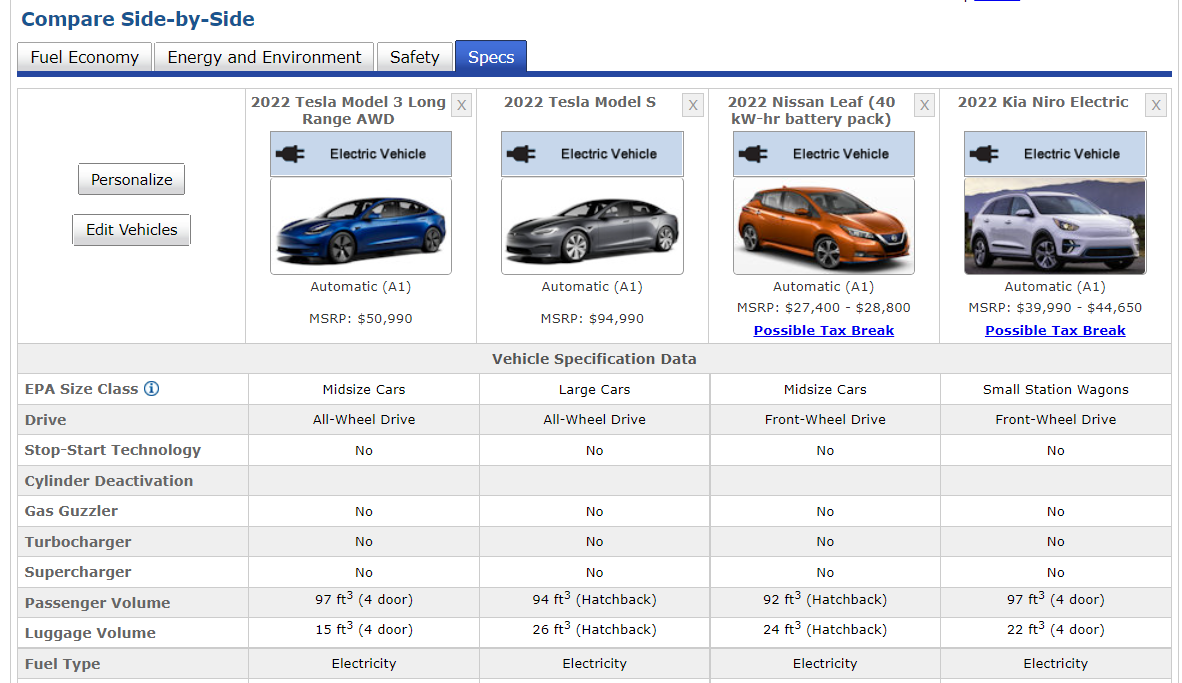 Compare Side-by-Side
Fuel Economy Energy and Environment Safety Specs
Personalize
Edit Vehicles
2022 Tesla Model 3 Long Range AWD X
Electric Vehicle
Automatic (A1)
MSRP: $50,990
2022 Tesla Model S X
Electric Vehicle
Automatic (A1)
MSRP: $94,990
2022 Nissan Leaf (40 kW-hr battery pack) X
Electric Vehicle
Automatic (A1)
MSRP: $27,400 - $28,800
Possible Tax Break
2022 Kia Niro Electric X
Electric Vehicle
Automatic (A1)
MSRP: $39,990 - $44,650
Possible Tax Break
Vehicle Specification Data
EPA Size Class i Midsize Cars Large Cars Midsize Cars Small Station Wagons
Drive All-Wheel Drive All-Wheel Drive Front-Wheel Drive Front-Wheel Drive
Stop-Start Technology No No No No
Cylinder Deactivation
Gas Guzzler No No No No
Turbocharger No No No No
Supercharger No No No No
Passenger Volume 97 ft³ (4 door) 94 ft³ (Hatchback) 92 ft³ (Hatchback) 97 ft³ (4 door)
Luggage Volume 15 ft³ (4 door) 26 ft³ (Hatchback) 24 ft³ (Hatchback) 22 ft³ (4 door)
Fuel Type Electricity Electricity Electricity Electricity